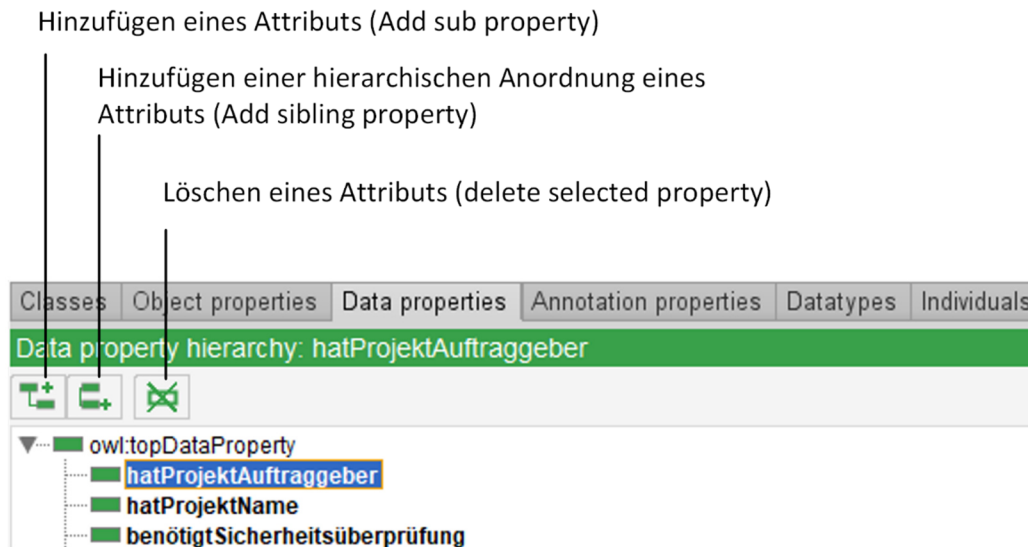 Hinzufügen eines Attributs (Add sub property)
Hinzufügen einer hierarchischen Anordnung eines
Attributs (Add sibling property)
Löschen eines Attributs (delete selected property)
Classes Object properties Data properties Annotation properties Datatypes Individuals
Data property hierarchy: hatProjektAuftraggeber
owl:topDataProperty
hatProjektAuftraggeber
hatProjektName
benötigtSicherheitsüberprüfung